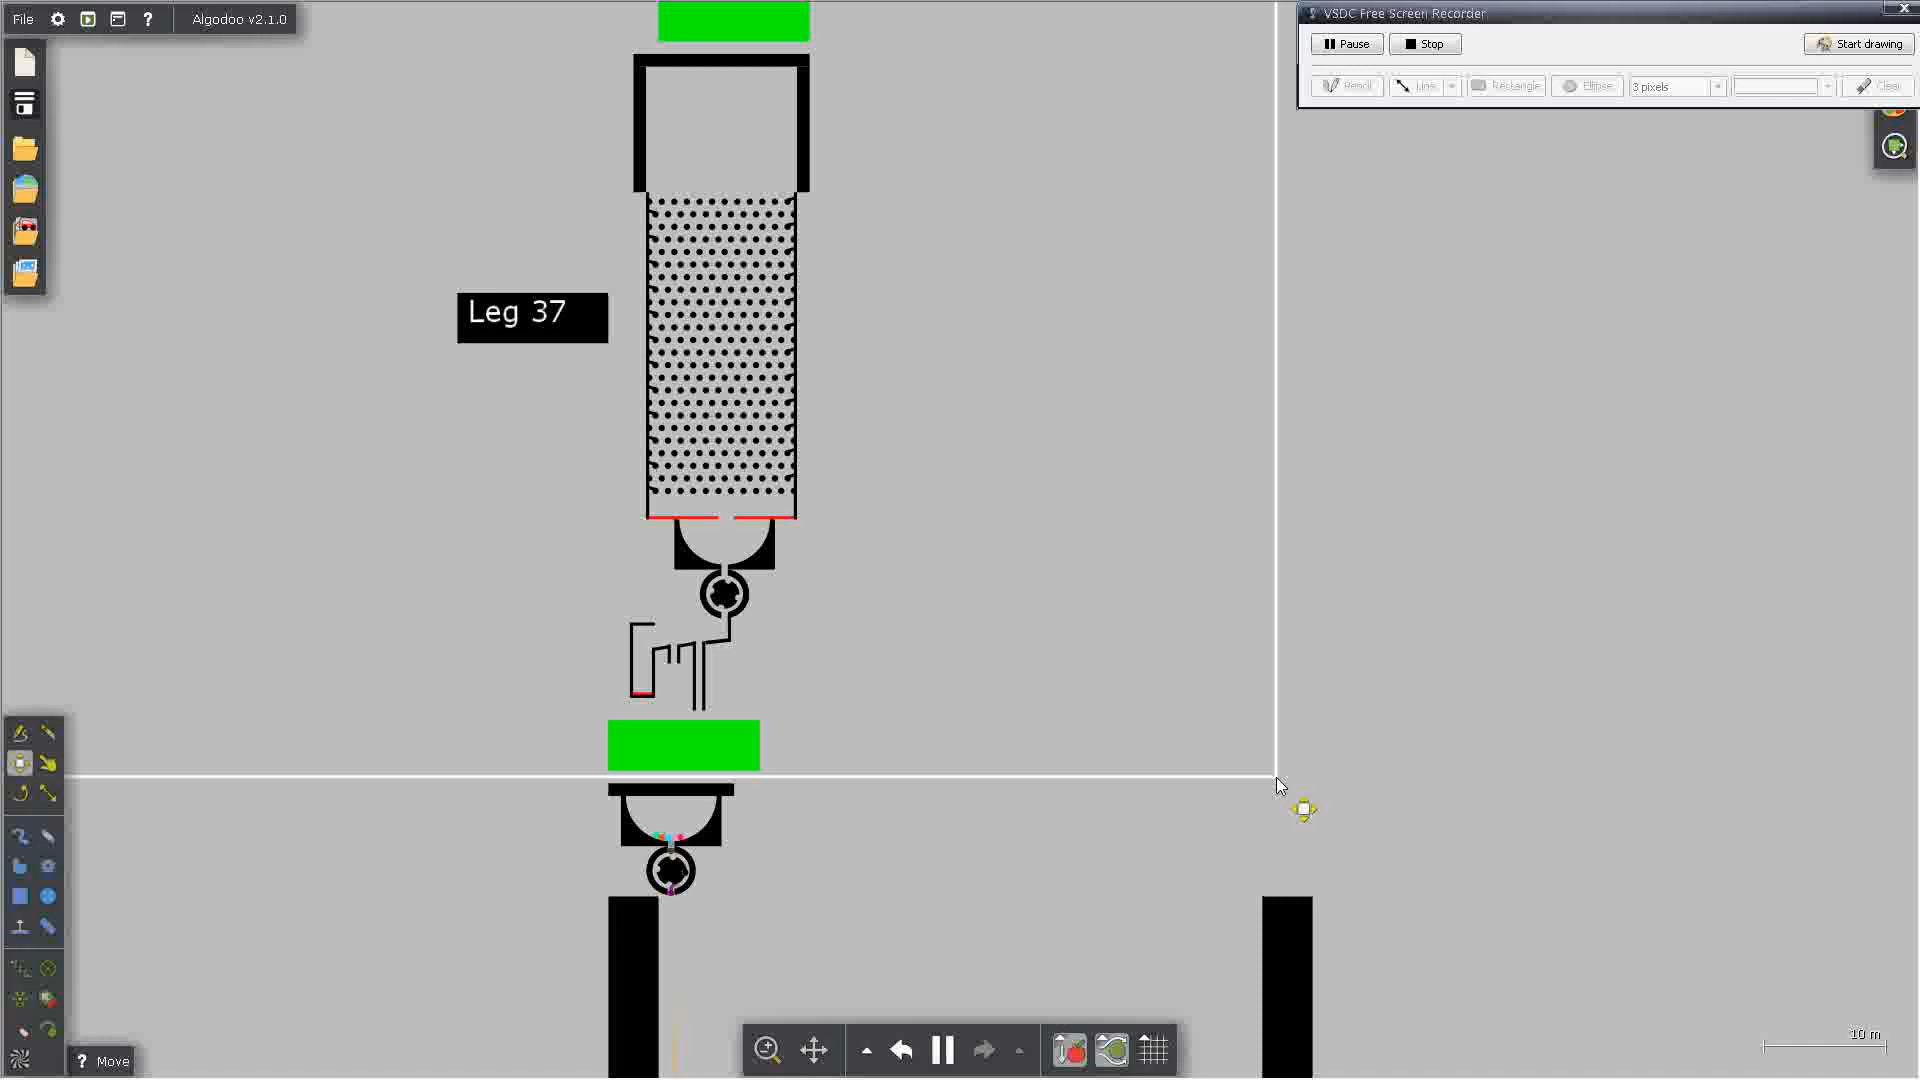 File ? Algodoo v2.1.0
VSDC Free Screen Recorder
Pause Stop Start drawing
Pencil Line Rectangle Ellipse 3 pixels Clear
Leg 37
10 m
? Move